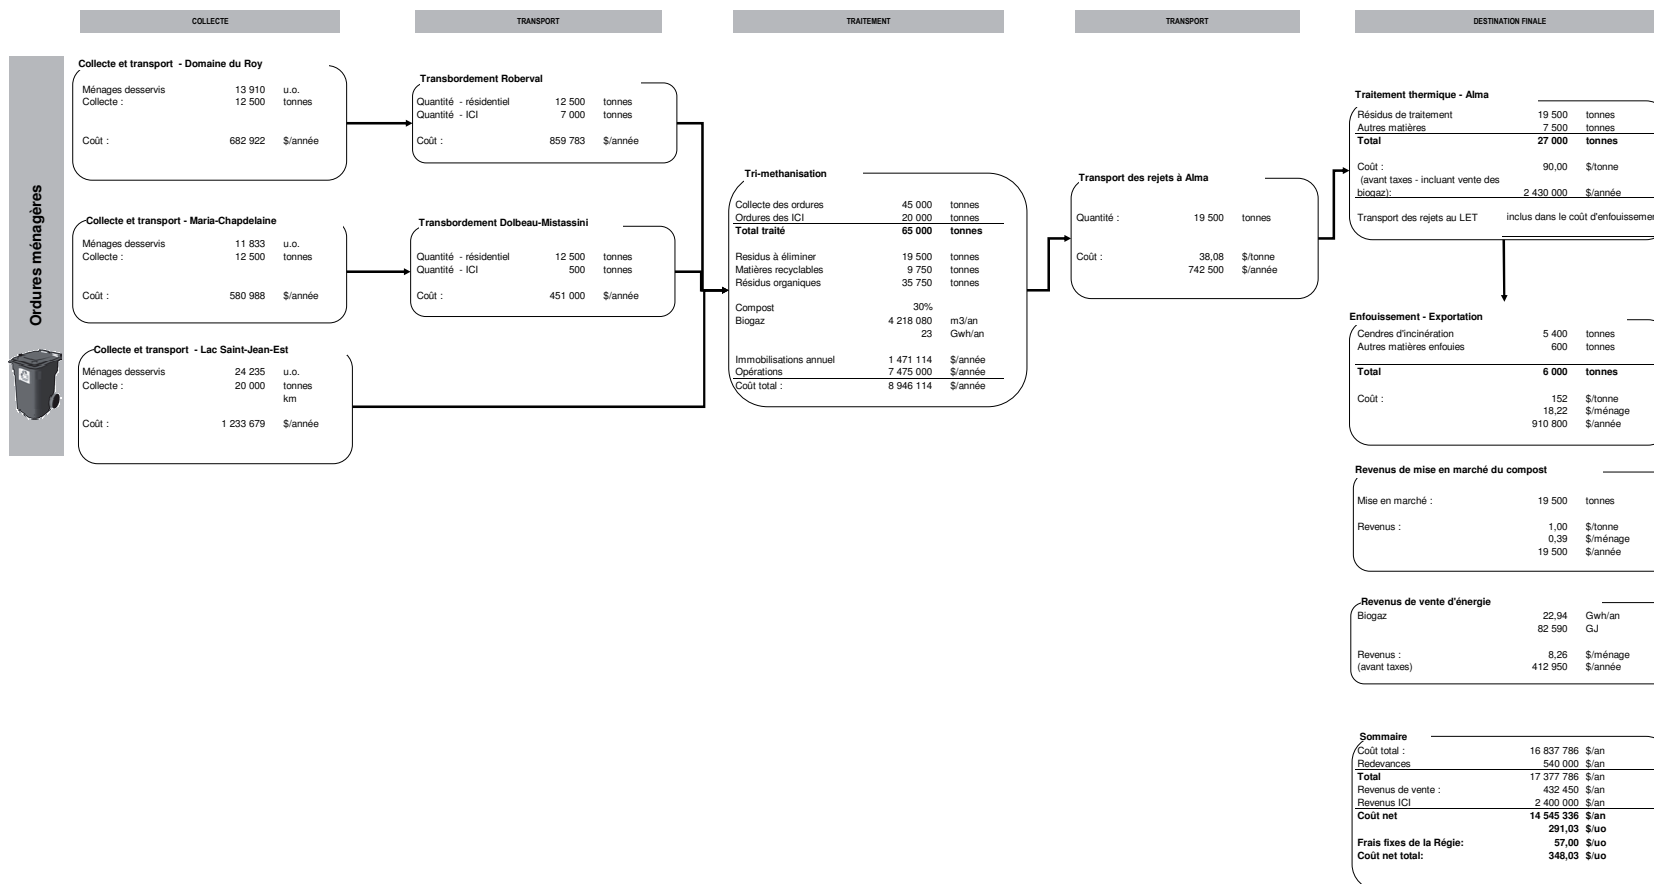 COLLECTE
TRANSPORT
TRAITEMENT
TRANSPORT
DESTINATION FINALE
Ordures ménagères
Collecte et transport - Domaine du Roy
Ménages desservis 13 910 u.o.
Collecte : 12 500 tonnes
Coût : 682 922 $/année
Collecte et transport - Maria-Chapdelaine
Ménages desservis 11 833 u.o.
Collecte : 12 500 tonnes
Coût : 580 988 $/année
Collecte et transport - Lac Saint-Jean-Est
Ménages desservis 24 235 u.o.
Collecte : 20 000 tonnes
km
Coût : 1 233 679 $/année
Transbordement Roberval
Quantité - résidentiel 12 500 tonnes
Quantité - ICI 7 000 tonnes
Coût : 859 783 $/année
Transbordement Dolbeau-Mistassini
Quantité - résidentiel 12 500 tonnes
Quantité - ICI 500 tonnes
Coût : 451 000 $/année
Tri-methanisation
Collecte des ordures 45 000 tonnes
Ordures des ICI 20 000 tonnes
Total traité 65 000 tonnes
Residus à éliminer 19 500 tonnes
Matières recyclables 9 750 tonnes
Résidus organiques 35 750 tonnes
Compost 30%
Biogaz 4 218 080 m3/an
23 Gwh/an
Immobilisations annuel 1 471 114 $/année
Opérations 7 475 000 $/année
Coût total : 8 946 114 $/année
Transport des rejets à Alma
Quantité : 19 500 tonnes
Coût : 38,08 $/tonne
742 500 $/année
Traitement thermique - Alma
Résidus de traitement 19 500 tonnes
Autres matières 7 500 tonnes
Total 27 000 tonnes
Coût : 90,00 $/tonne
(avant taxes - incluant vente des
biogaz): 2 430 000 $/année
Transport des rejets au LET inclus dans le coût d'enfouissemen
Enfouissement - Exportation
Cendres d'incinération 5 400 tonnes
Autres matières enfouies 600 tonnes
Total 6 000 tonnes
Coût : 152 $/tonne
18,22 $/ménage
910 800 $/année
Revenus de mise en marché du compost
Mise en marché : 19 500 tonnes
Revenus : 1,00 $/tonne
0,39 $/ménage
19 500 $/année
Revenus de vente d'énergie
Biogaz 22,94 Gwh/an
82 590 GJ
Revenus : 8,26 $/ménage
(avant taxes) 412 950 $/année
Sommaire
Coût total : 16 837 786 $/an
Redevances 540 000 $/an
Total 17 377 786 $/an
Revenus de vente : 432 450 $/an
Revenus ICI 2 400 000 $/an
Coût net 14 545 336 $/an
291,03 $/uo
Frais fixes de la Régie: 57,00 $/uo
Coût net total: 348,03 $/uo